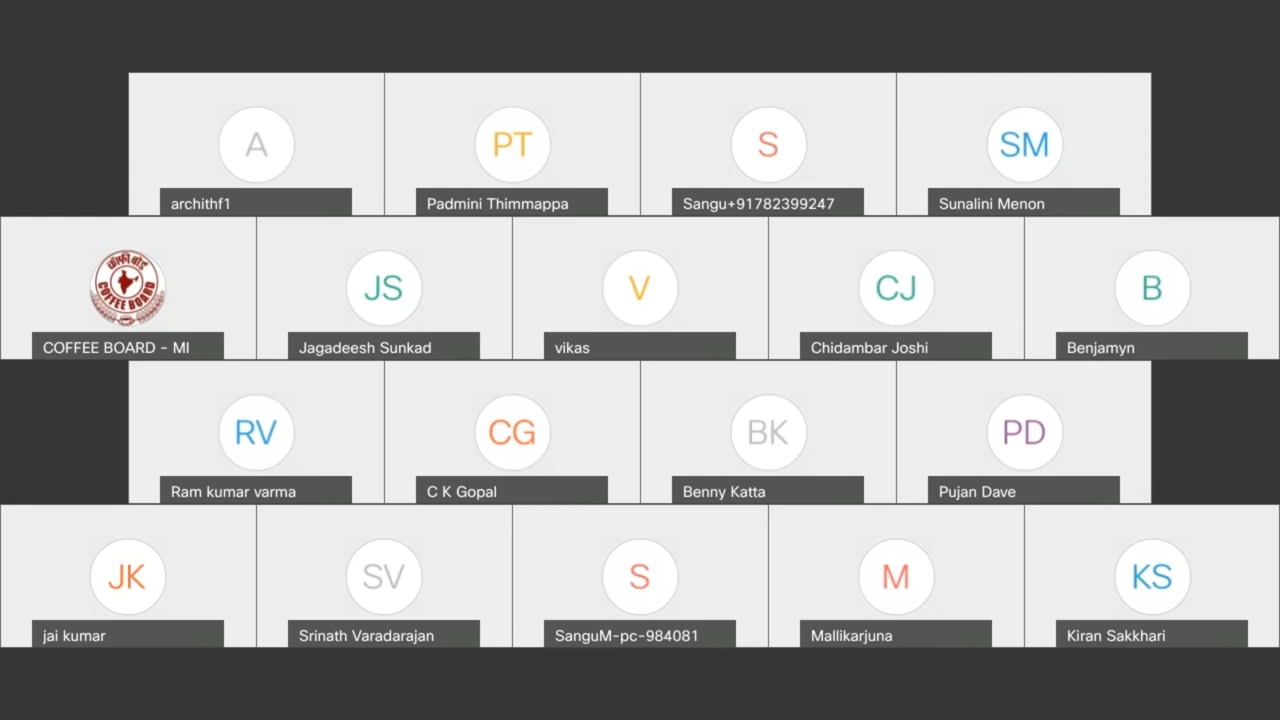 A
PT
S
SM
archithf1
Padmini Thimmappa
Sangu+91782399247
Sunalini Menon
कॉफ़ी बोर्ड
COFFEE BOARD
JS
V
CJ
B
COFFEE BOARD - MI
Jagadeesh Sunkad
vikas
Chidambar Joshi
Benjamyn
RV
CG
BK
PD
Ram kumar varma
C K Gopal
Benny Katta
Pujan Dave
JK
SV
S
M
KS
jai kumar
Srinath Varadarajan
SanguM-pc-984081
Mallikarjuna
Kiran Sakkhari